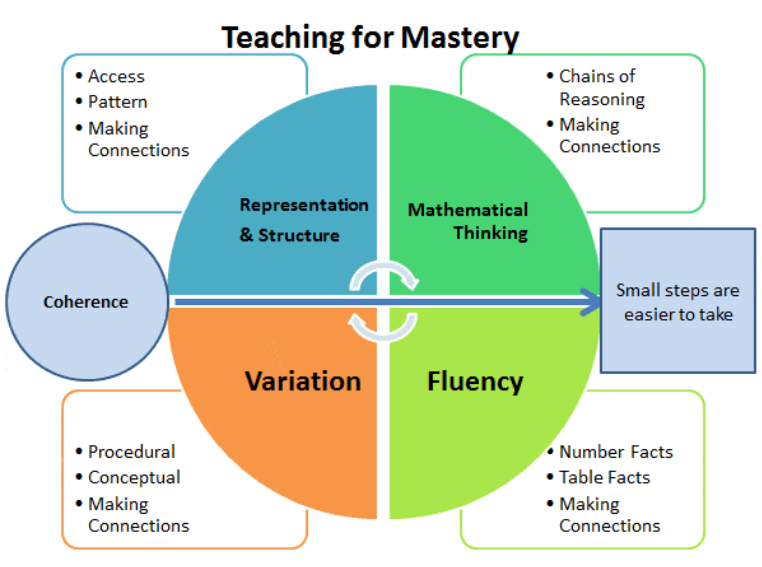 Teaching for Mastery
• Access
• Pattern
• Making
Connections
• Chains of
Reasoning
• Making
Connections
Representation
& Structure
Mathematical
Thinking
Coherence
Small steps are
easier to take
Variation
Fluency
• Procedural
• Conceptual
• Making
Connections
• Number Facts
• Table Facts
• Making
Connections